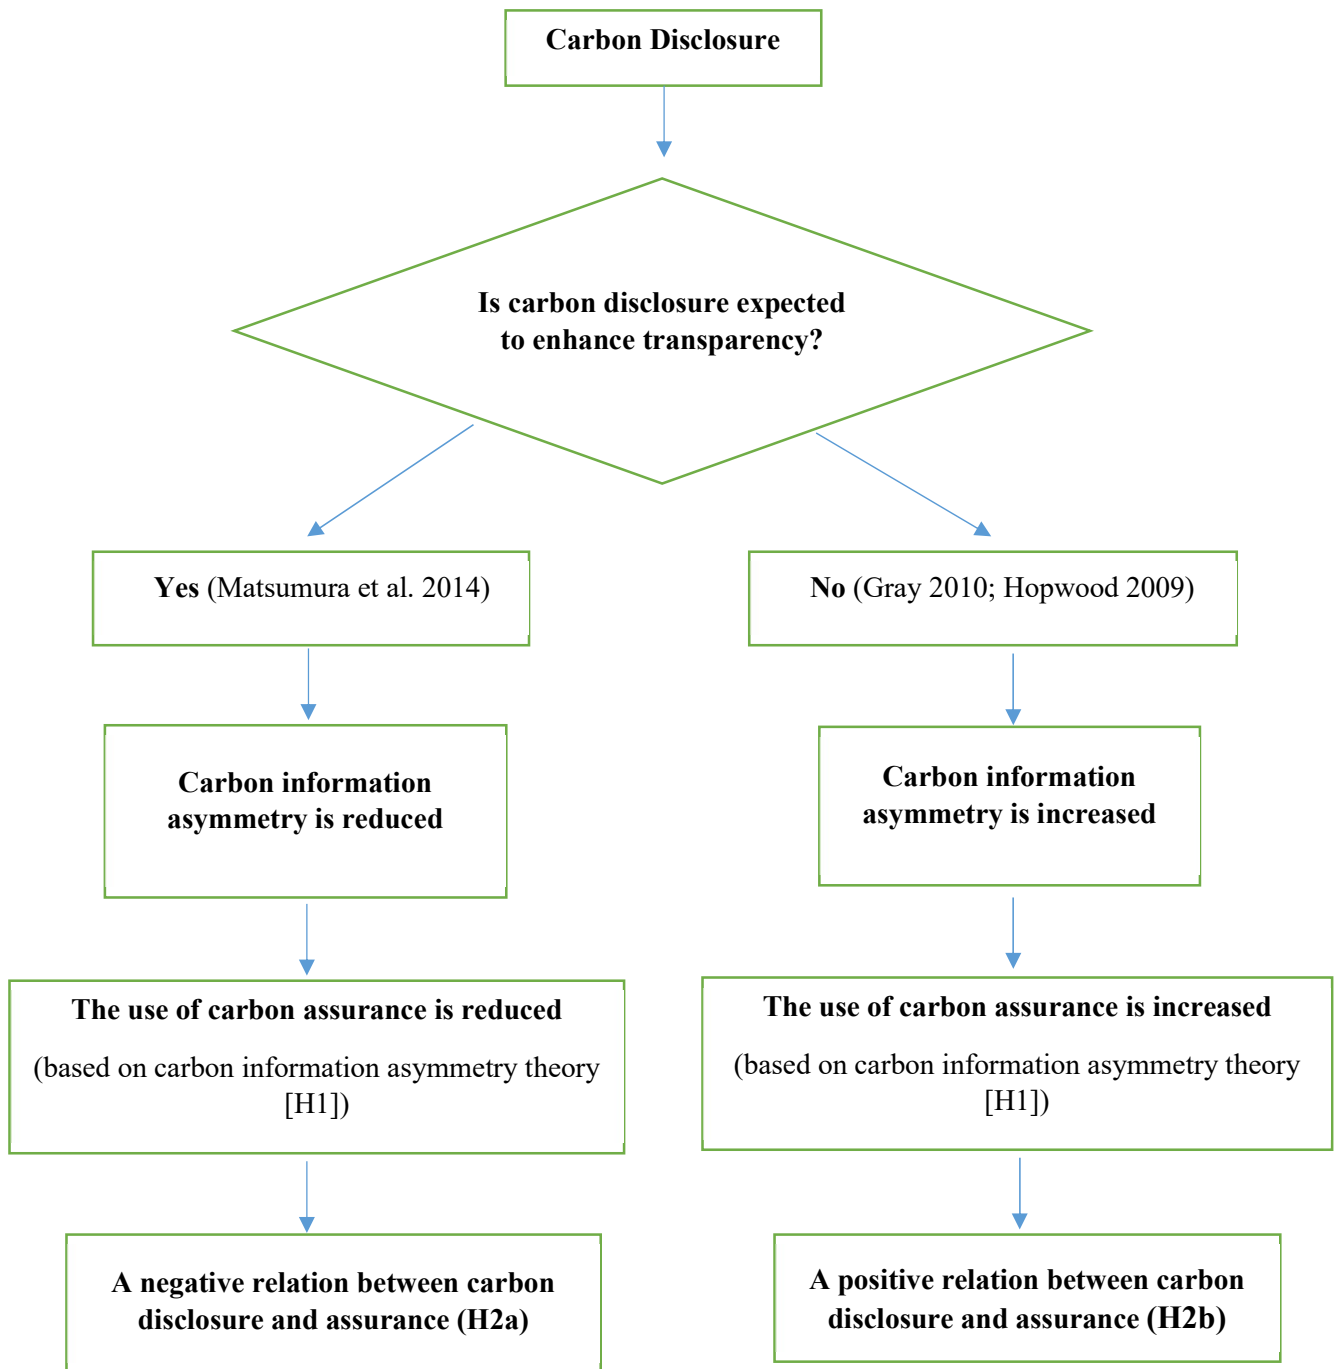 Carbon Disclosure
Is carbon disclosure expected
to enhance transparency?
Yes (Matsumura et al. 2014)
No (Gray 2010; Hopwood 2009)
Carbon information
asymmetry is reduced
Carbon information
asymmetry is increased
The use of carbon assurance is reduced
(based on carbon information asymmetry theory
[H1])
The use of carbon assurance is increased
(based on carbon information asymmetry theory
[H1])
A negative relation between carbon
disclosure and assurance (H2a)
A positive relation between carbon
disclosure and assurance (H2b)